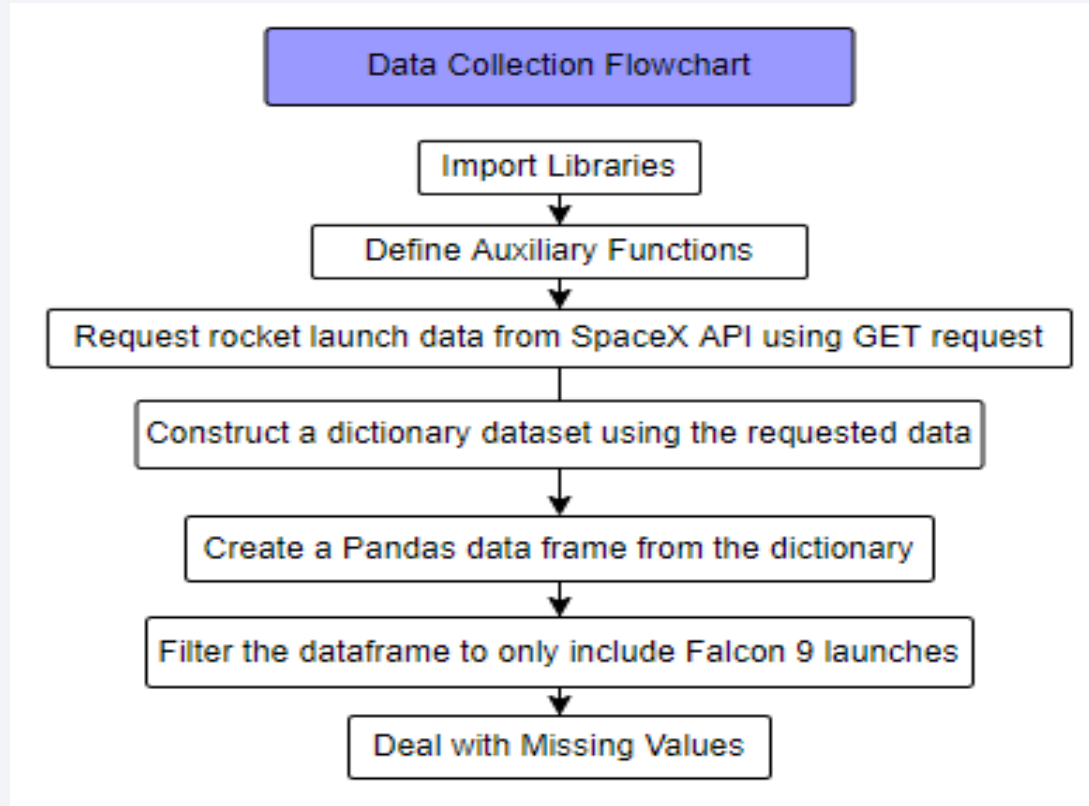 Data Collection Flowchart
Import Libraries
Define Auxiliary Functions
Request rocket launch data from SpaceX API using GET request
Construct a dictionary dataset using the requested data
Create a Pandas data frame from the dictionary
Filter the dataframe to only include Falcon 9 launches
Deal with Missing Values